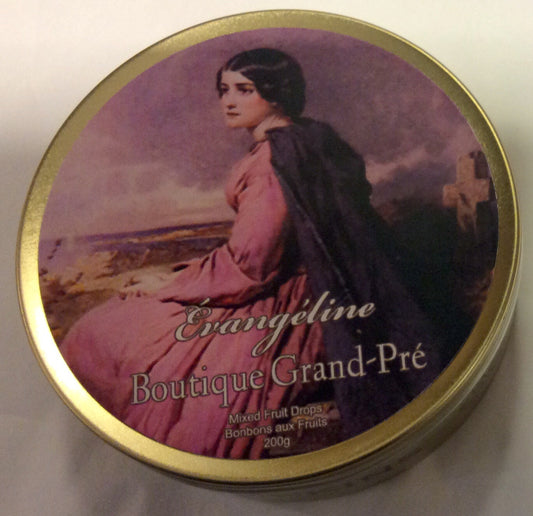 Évangéline
Boutique Grand-Pré
Mixed Fruit Drops
Bonbons aux Fruits
200g